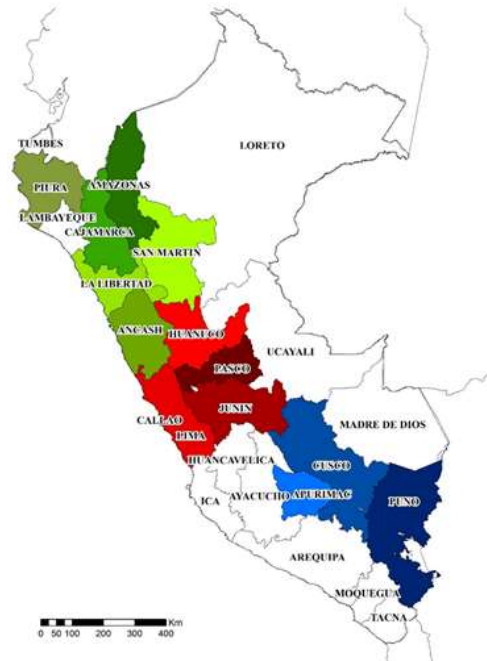 LORETO
TUMBES
PIURA
AMAZONAS
LAMBAYEQUE
CAJAMARCA
SAN MARTIN
LA LIBERTAD
ANCASH
HUANUCO
UCAYALI
PASCO
CALLAO
JUNIN
LIMA
MADRE DE DIOS
HUANCAVELICA
CUSCO
ICA
AYACUCHO
APURIMAC
PUNO
AREQUIPA
MOQUEGUA
TACNA
Km
0 50 100 200 300 400